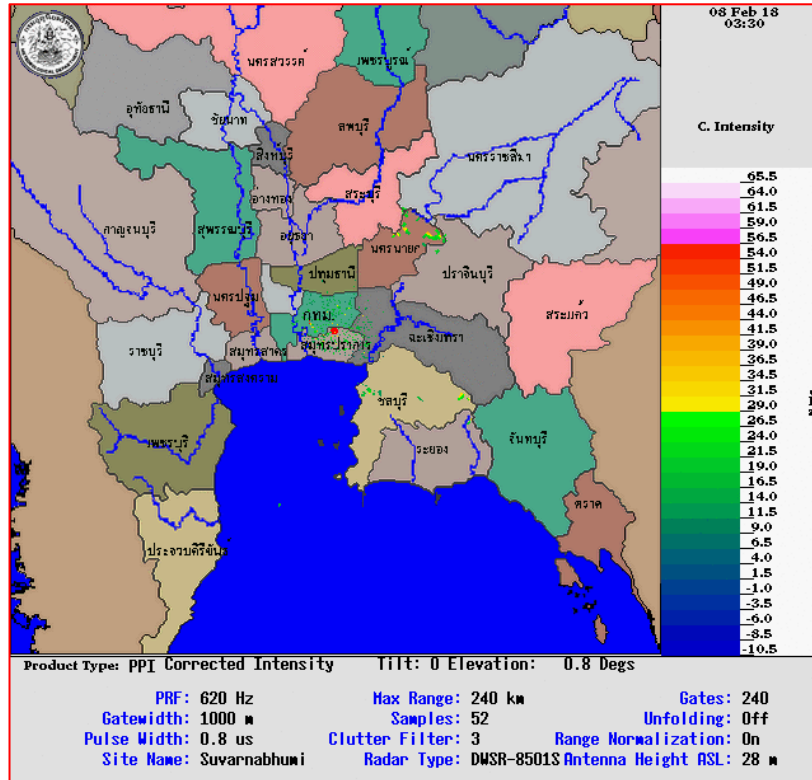 08 Feb 18
03:30
C. Intensity
นครสวรรค์
เพชรบูรณ์
อุทัยธานี
ชัยนาท
ลพบุรี
สิงห์บุรี
นครราชสีมา
สระบุรี
อ่างทอง
กาญจนบุรี
สุพรรณบุรี
อยุธยา
นครนายก
ปทุมธานี
ปราจีนบุรี
นครปฐม
กทม.
สระแก้ว
ราชบุรี
สมุทรสาคร
สมุทรปราการ
ฉะเชิงเทรา
สมุทรสงคราม
ชลบุรี
เพชรบุรี
ระยอง
จันทบุรี
ตราด
ประจวบคีรีขันธ์
65.5
64.0
61.5
59.0
56.5
54.0
51.5
49.0
46.5
44.0
41.5
39.0
36.5
34.5
31.5
29.0
26.5
24.0
21.5
19.0
16.5
14.0
11.5
9.0
6.5
4.0
1.5
-1.0
-3.5
-6.0
-8.5
-10.5
Product Type: PPI Corrected Intensity Tilt: 0 Elevation: 0.8 Degs
PRF: 620 Hz Max Range: 240 km Gates: 240
Gatewidth: 1000 m Samples: 52 Unfolding: Off
Pulse Width: 0.8 us Clutter Filter: 3 Range Normalization: On
Site Name: Suvarnabhumi Radar Type: DWSR-8501S Antenna Height ASL: 28 m